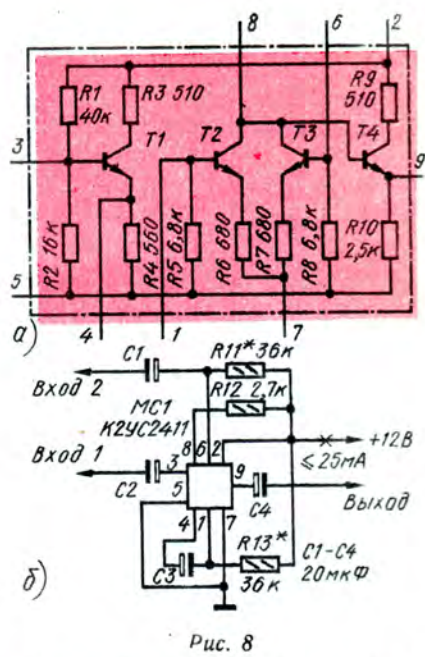 8 6 2
R1
40к
R3 510
R9
510
T1 T2 T3 T4
3
9
R2 16к
R4 560
R5 6,8к
R6 680
R7 680
R8 6,8к
R10
2,5к
5
а) 4 1 7
C1
R11* 36к
Вход 2
R12 2,7к
МС1
К2УС2411
8 6 2
+12В
Вход 1
3
9
≤25мА
5
C2
C4
Выход
4 1 7
R13*
C3
36к
C1-C4
20мкФ
б)
Рис. 8